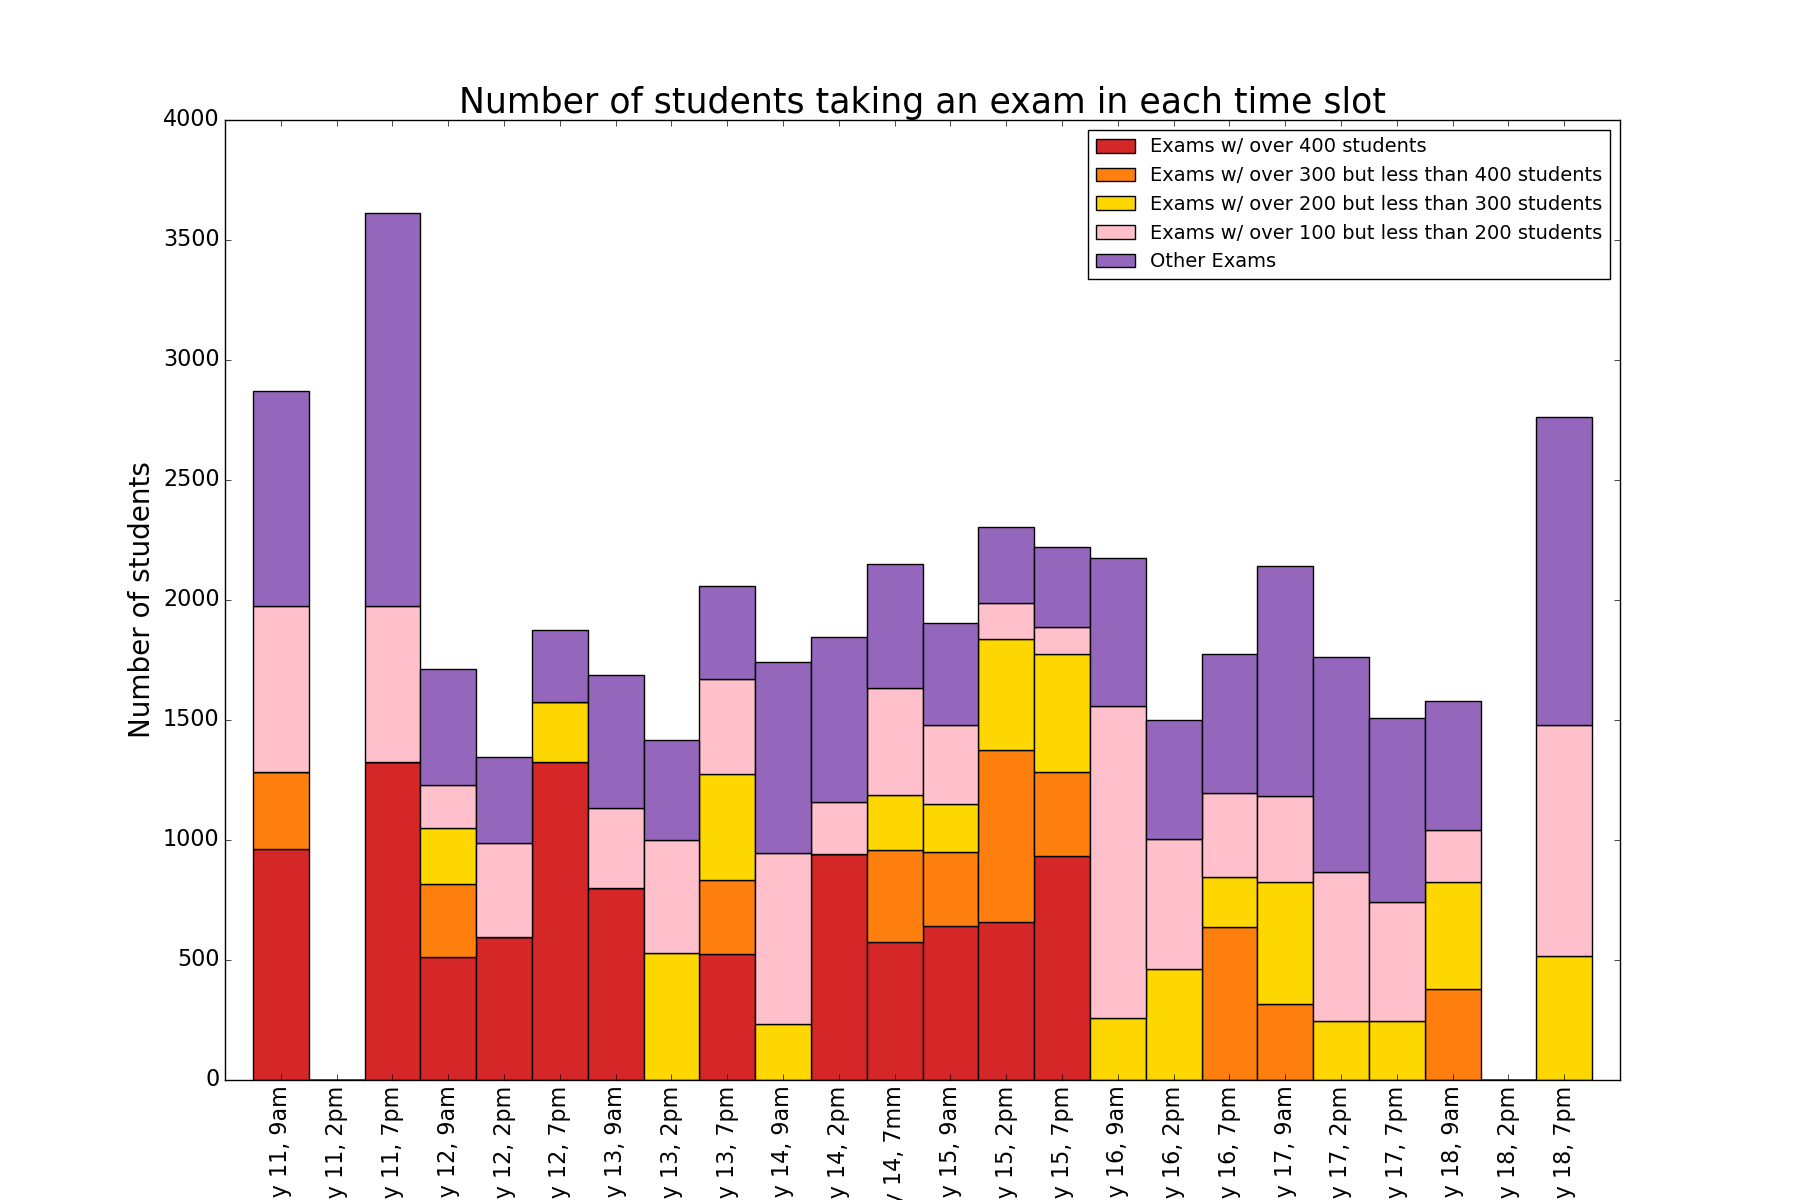 Number of students taking an exam in each time slot
Exams w/ over 400 students
Exams w/ over 300 but less than 400 students
Exams w/ over 200 but less than 300 students
Exams w/ over 100 but less than 200 students
Other Exams
Number of students
4000
3500
3000
2500
2000
1500
1000
500
0
y 11, 9am
y 11, 2pm
y 11, 7pm
y 12, 9am
y 12, 2pm
y 12, 7pm
y 13, 9am
y 13, 2pm
y 13, 7pm
y 14, 9am
y 14, 2pm
y 14, 7mm
y 15, 9am
y 15, 2pm
y 15, 7pm
y 16, 9am
y 16, 2pm
y 16, 7pm
y 17, 9am
y 17, 2pm
y 17, 7pm
y 18, 9am
y 18, 2pm
y 18, 7pm